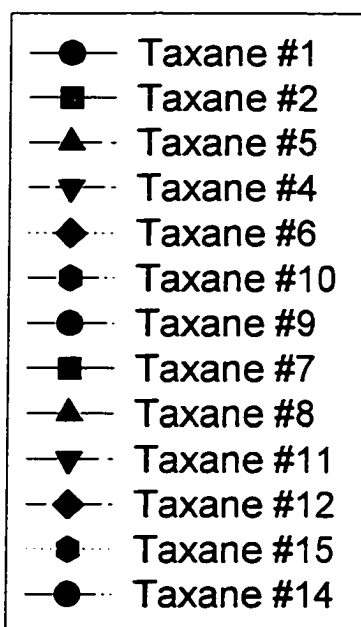 Taxane #1
Taxane #2
Taxane #5
Taxane #4
Taxane #6
Taxane #10
Taxane #9
Taxane #7
Taxane #8
Taxane #11
Taxane #12
Taxane #15
Taxane #14